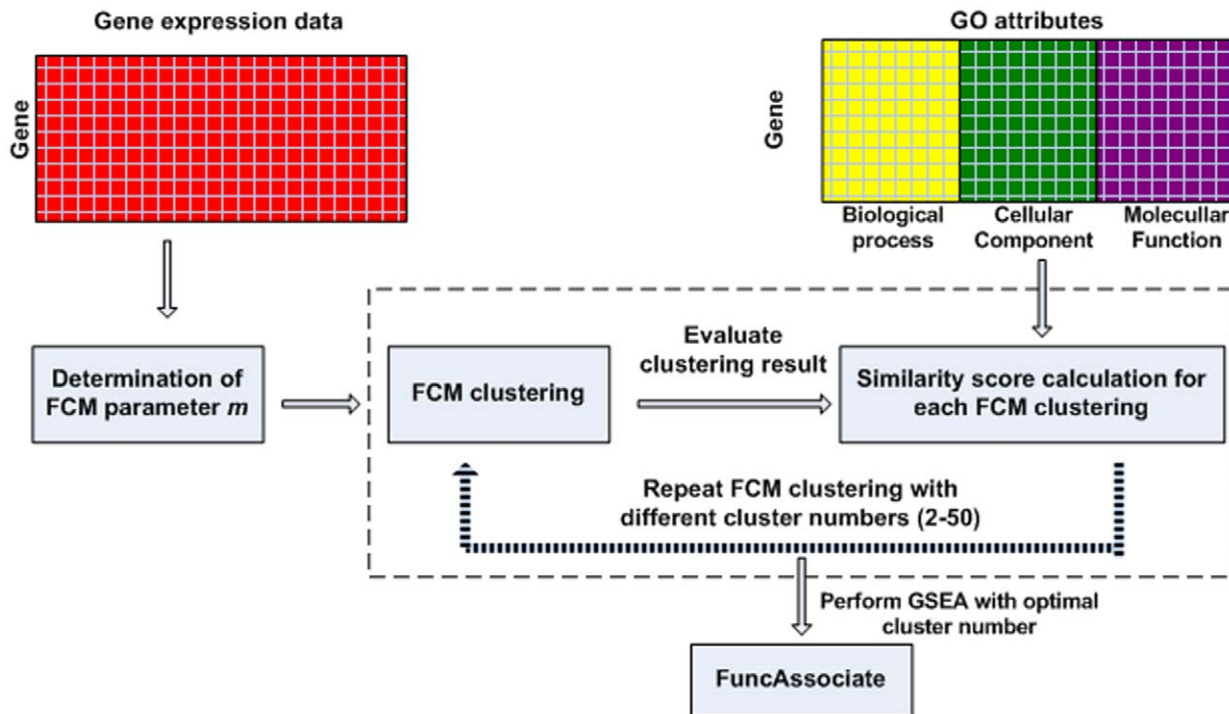 Gene expression data
Gene
GO attributes
Gene
Biological
process
Cellular
Component
Molecullar
Function
Determination of
FCM parameter m
FCM clustering
Evaluate
clustering result
Similarity score calculation for
each FCM clustering
Repeat FCM clustering with
different cluster numbers (2-50)
Perform GSEA with optimal
cluster number
FuncAssociate